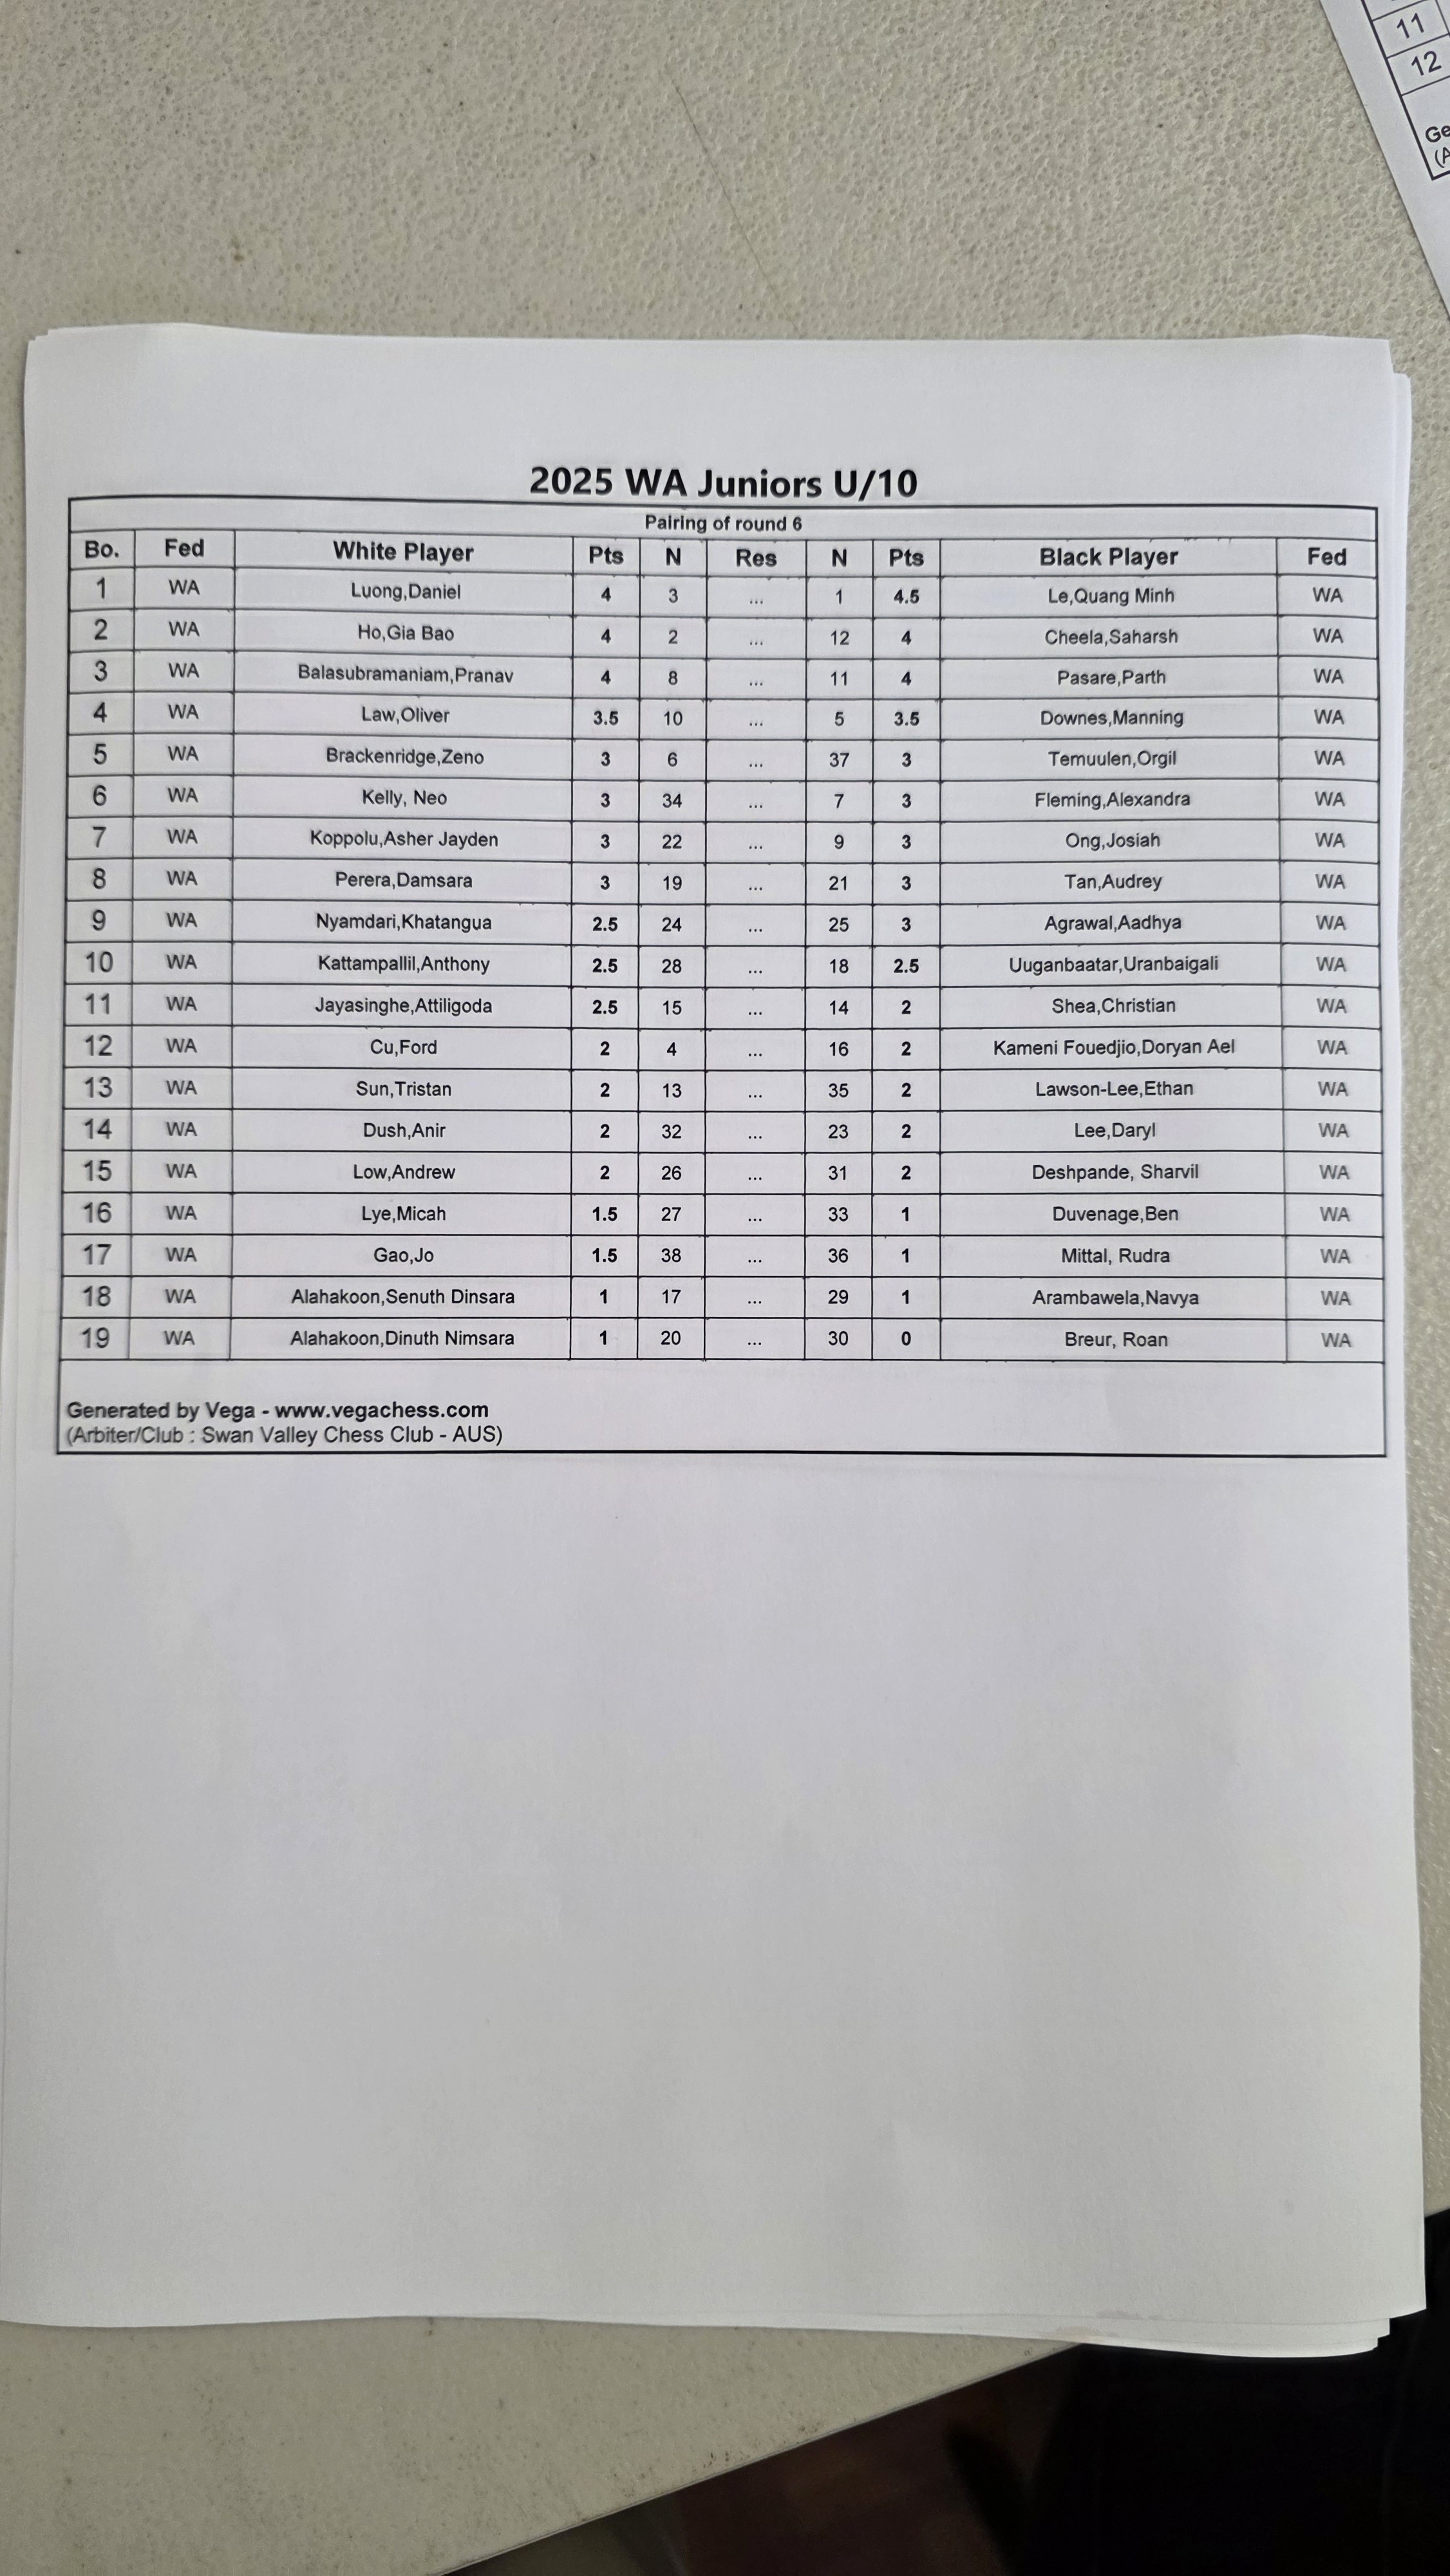 11
12
Ge
(A
2025 WA Juniors U/10
Pairing of round 6
Bo. Fed White Player Pts N Res N Pts Black Player Fed
1 WA Luong,Daniel 4 3 ... 1 4.5 Le,Quang Minh WA
2 WA Ho,Gia Bao 4 2 ... 12 4 Cheela,Saharsh WA
3 WA Balasubramaniam,Pranav 4 8 ... 11 4 Pasare,Parth WA
4 WA Law,Oliver 3.5 10 ... 5 3.5 Downes,Manning WA
5 WA Brackenridge,Zeno 3 6 ... 37 3 Temuulen,Orgil WA
6 WA Kelly, Neo 3 34 ... 7 3 Fleming,Alexandra WA
7 WA Koppolu,Asher Jayden 3 22 ... 9 3 Ong,Josiah WA
8 WA Perera,Damsara 3 19 ... 21 3 Tan,Audrey WA
9 WA Nyamdari,Khatangua 2.5 24 ... 25 3 Agrawal,Aadhya WA
10 WA Kattampallil,Anthony 2.5 28 ... 18 2.5 Uuganbaatar,Uranbaigali WA
11 WA Jayasinghe,Attiligoda 2.5 15 ... 14 2 Shea,Christian WA
12 WA Cu,Ford 2 4 ... 16 2 Kameni Fouedjio,Doryan Ael WA
13 WA Sun,Tristan 2 13 ... 35 2 Lawson-Lee,Ethan WA
14 WA Dush,Anir 2 32 ... 23 2 Lee,Daryl WA
15 WA Low,Andrew 2 26 ... 31 2 Deshpande, Sharvil WA
16 WA Lye,Micah 1.5 27 ... 33 1 Duvenage,Ben WA
17 WA Gao,Jo 1.5 38 ... 36 1 Mittal, Rudra WA
18 WA Alahakoon,Senuth Dinsara 1 17 ... 29 1 Arambawela,Navya WA
19 WA Alahakoon,Dinuth Nimsara 1 20 ... 30 0 Breur, Roan WA
Generated by Vega - www.vegachess.com
(Arbiter/Club : Swan Valley Chess Club - AUS)